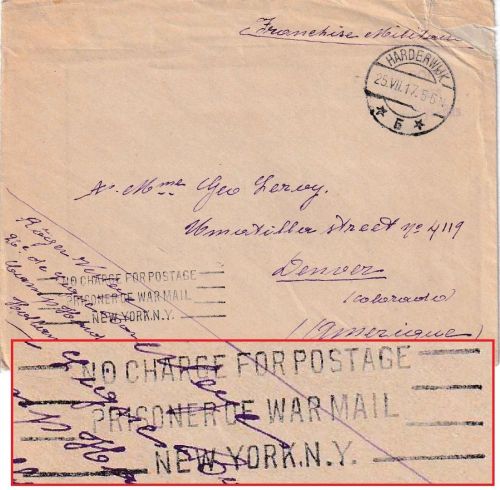 Franchise Militaire
HARDERWIJK
25.VII.17.5-6N
★ 5 ★
A. Mme Geo Leroy,
Umatilla street No 4119
Denver
(Colorado)
(Amerique)
NO CHARGE FOR POSTAGE
PRISONER OF WAR MAIL
NEW YORK.N.Y.
NO CHARGE FOR POSTAGE
PRISONER OF WAR MAIL
NEW YORK.N.Y.